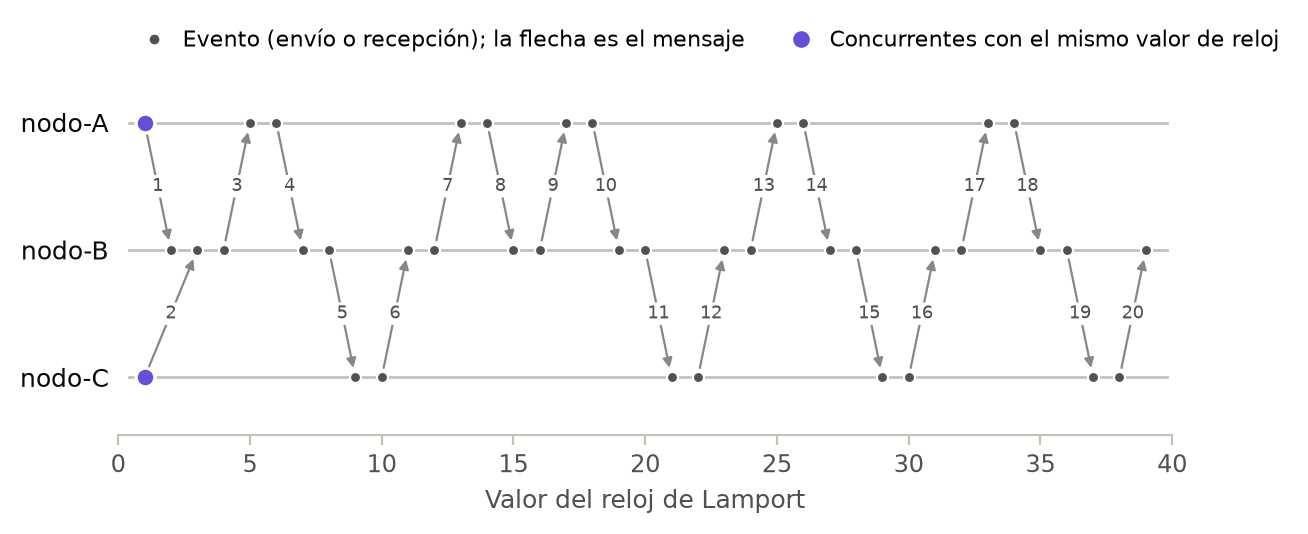 Evento (envío o recepción); la flecha es el mensaje
Concurrentes con el mismo valor de reloj
nodo-A
1 3 4 7 8 9 10 13 14 17 18
nodo-B
2 5 6 11 12 15 16 19 20
nodo-C
0 5 10 15 20 25 30 35 40
Valor del reloj de Lamport